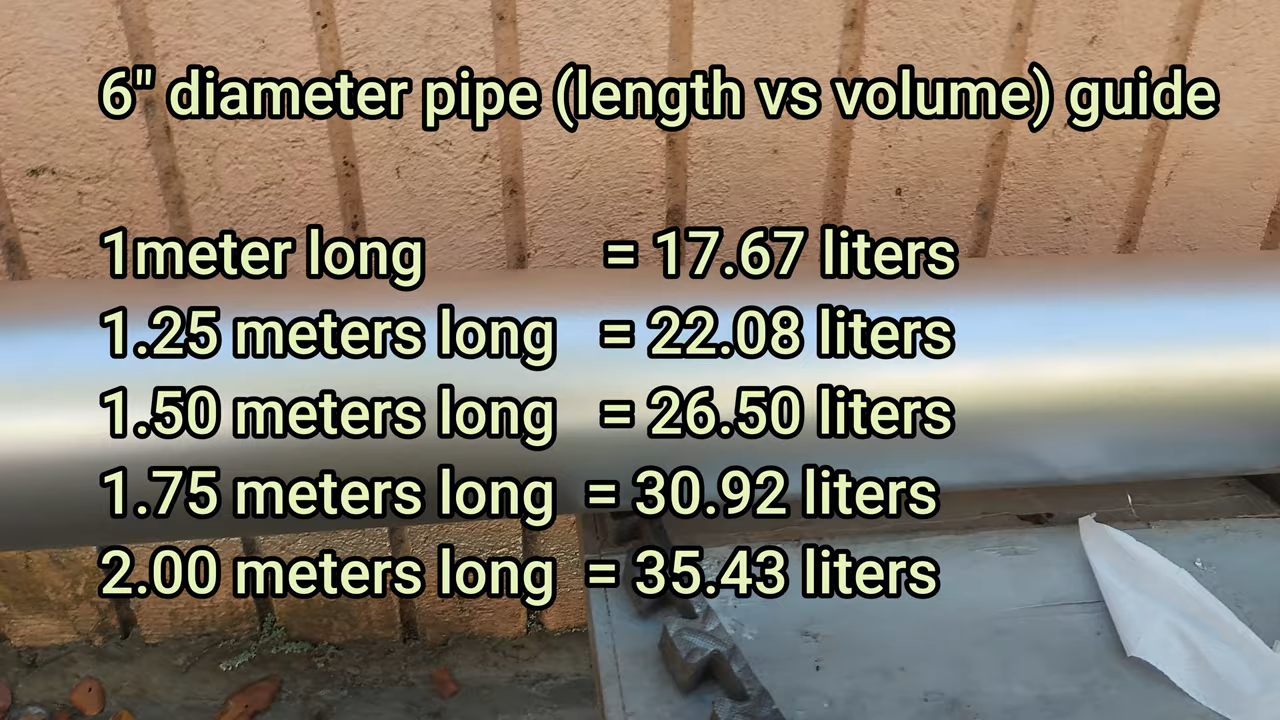 6" diameter pipe (length vs volume) guide
1meter long = 17.67 liters
1.25 meters long = 22.08 liters
1.50 meters long = 26.50 liters
1.75 meters long = 30.92 liters
2.00 meters long = 35.43 liters